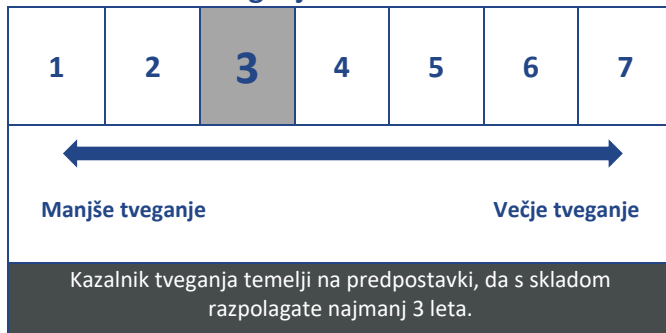 1 2 3 4 5 6 7
Manjše tveganje Večje tveganje
Kazalnik tveganja temelji na predpostavki, da s skladom
razpolagate najmanj 3 leta.